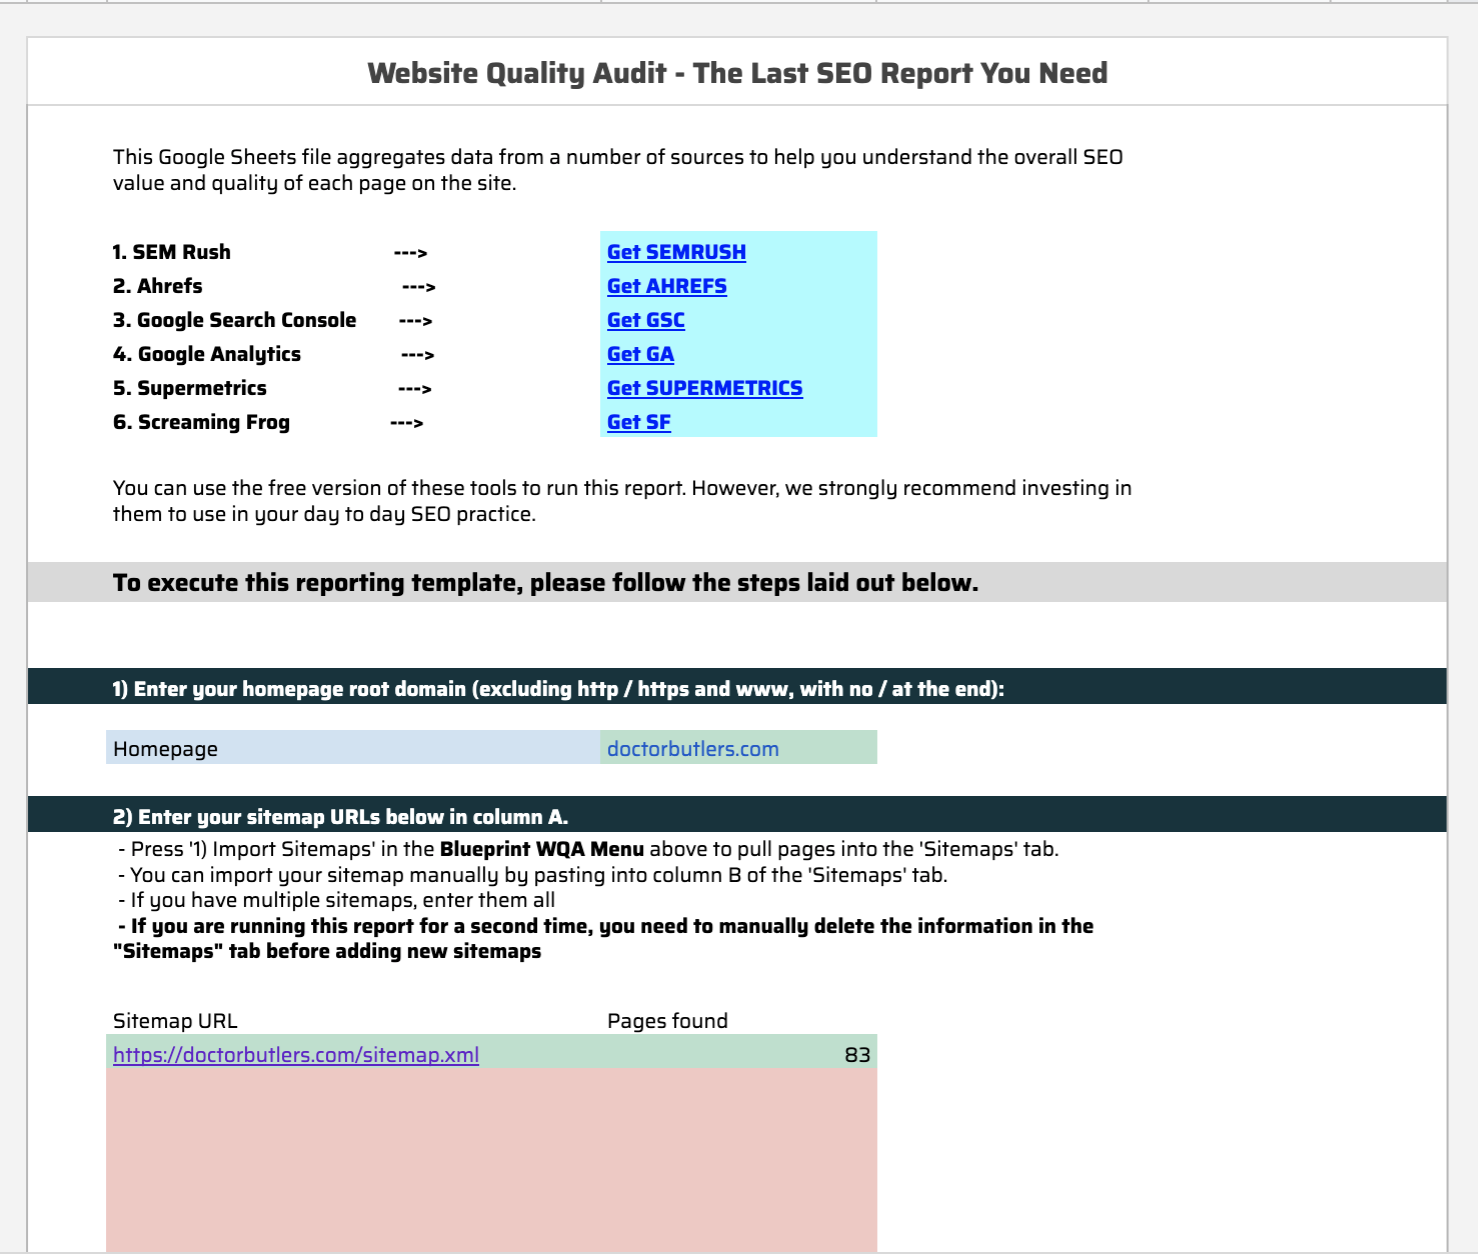 Website Quality Audit - The Last SEO Report You Need
This Google Sheets file aggregates data from a number of sources to help you understand the overall SEO
value and quality of each page on the site.
1. SEM Rush ---> Get SEMRUSH
2. Ahrefs ---> Get AHREFS
3. Google Search Console ---> Get GSC
4. Google Analytics ---> Get GA
5. Supermetrics ---> Get SUPERMETRICS
6. Screaming Frog ---> Get SF
You can use the free version of these tools to run this report. However, we strongly recommend investing in
them to use in your day to day SEO practice.
To execute this reporting template, please follow the steps laid out below.
1) Enter your homepage root domain (excluding http / https and www, with no / at the end):
Homepage doctorbutlers.com
2) Enter your sitemap URLs below in column A.
- Press '1) Import Sitemaps' in the Blueprint WQA Menu above to pull pages into the 'Sitemaps' tab.
- You can import your sitemap manually by pasting into column B of the 'Sitemaps' tab.
- If you have multiple sitemaps, enter them all
- If you are running this report for a second time, you need to manually delete the information in the
"Sitemaps" tab before adding new sitemaps
Sitemap URL Pages found
https://doctorbutlers.com/sitemap.xml 83